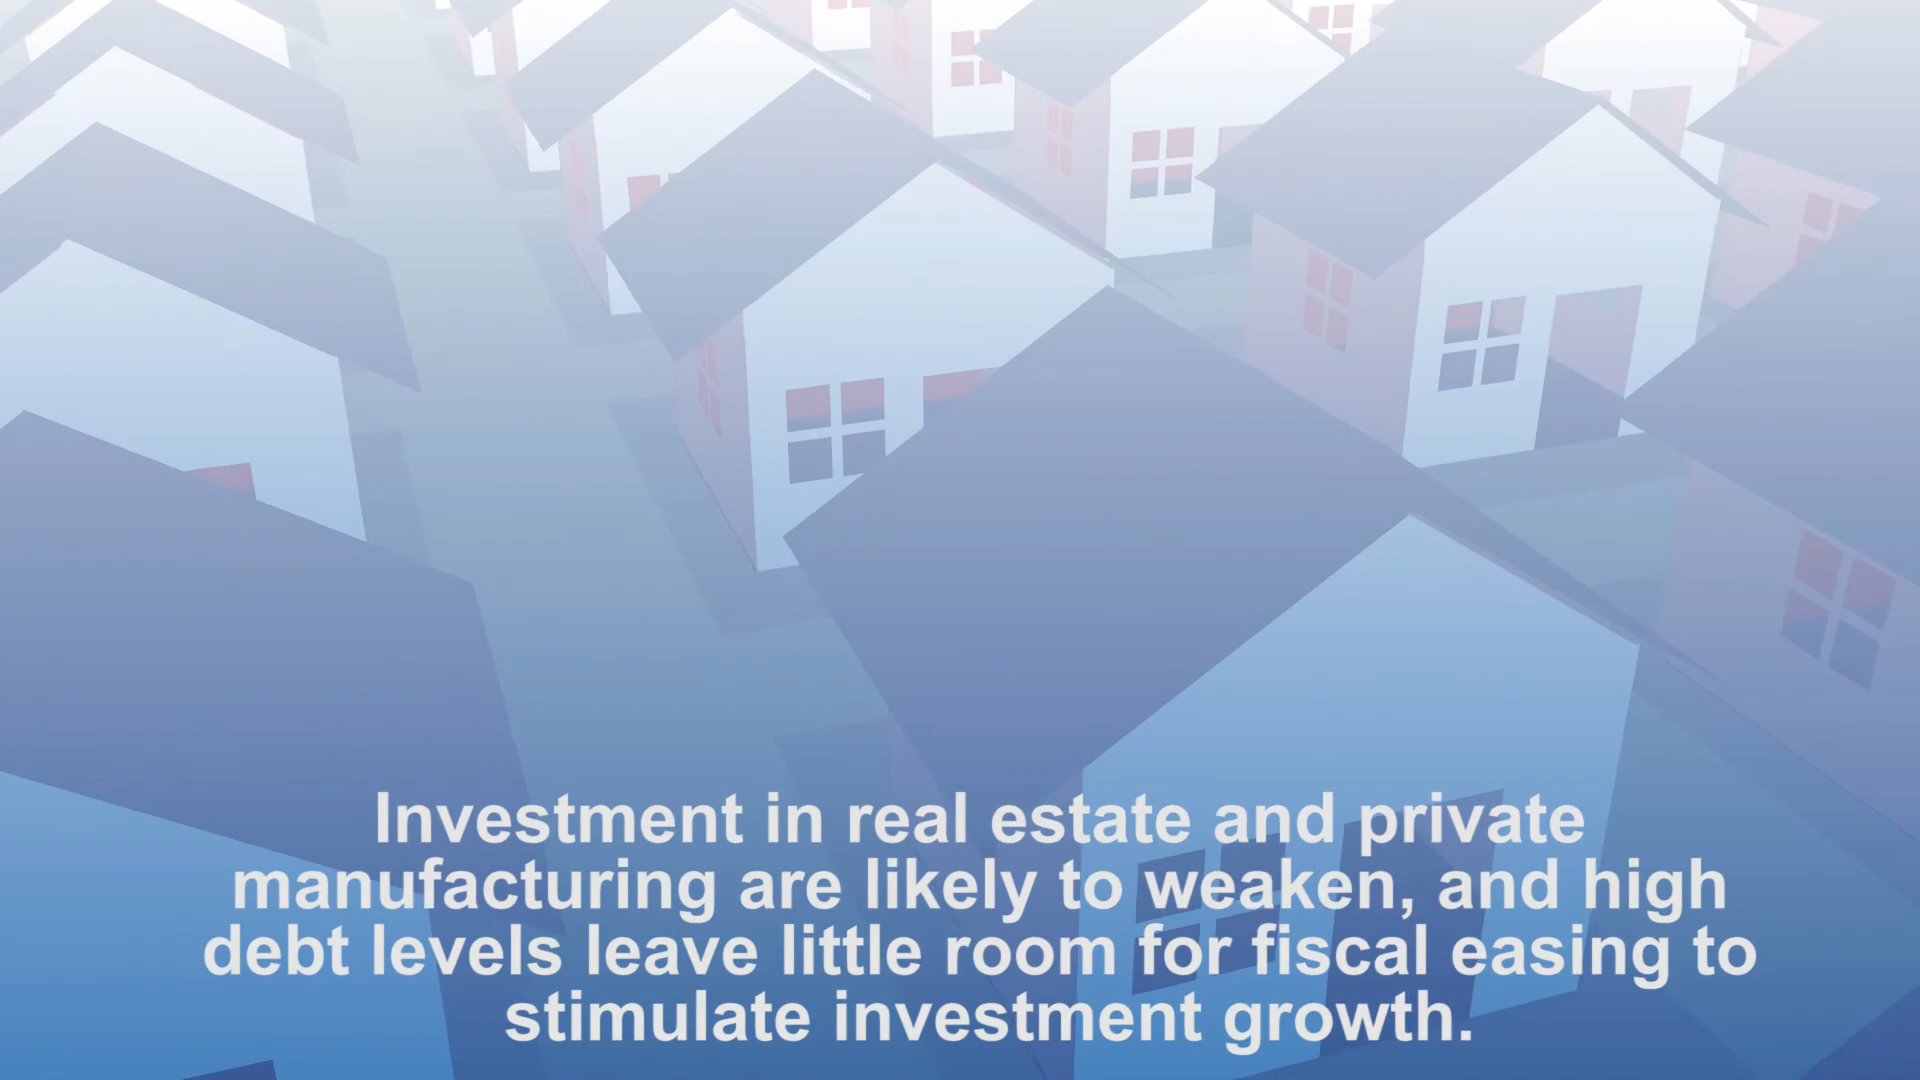 Investment in real estate and private
manufacturing are likely to weaken, and high
debt levels leave little room for fiscal easing to
stimulate investment growth.